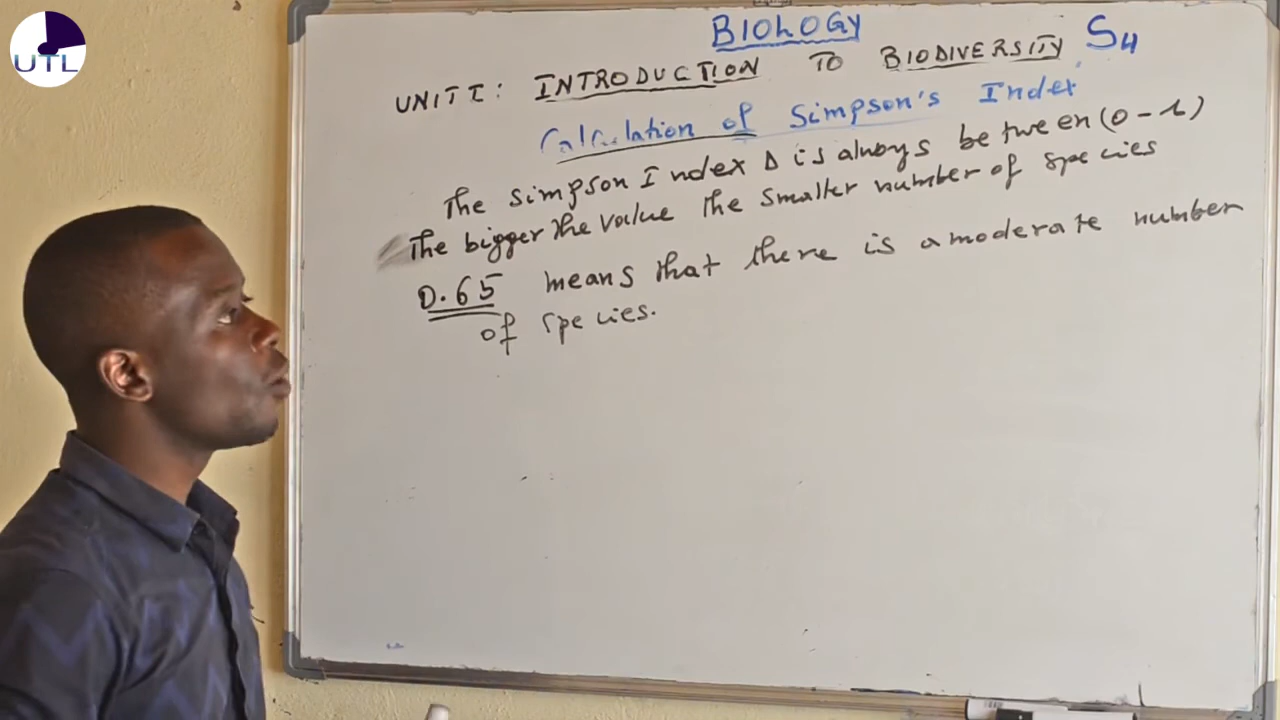 UTL
BIOLOGY S4
UNIT I: INTRODUCTION TO BIODIVERSITY
Calculation of Simpson's Index
The Simpson Index D is always between (0-1)
The bigger the value the smaller number of species
0.65 means that there is a moderate number
of species.